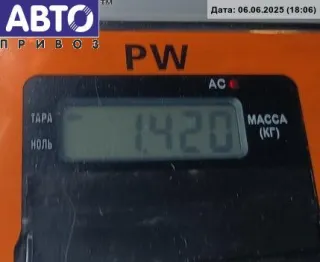 АВТО
ПРИВОЗ
Дата: 06.06.2025 (18:06)
PW
AC
ТАРА
НОЛЬ
1.420
МАССА
(КГ)